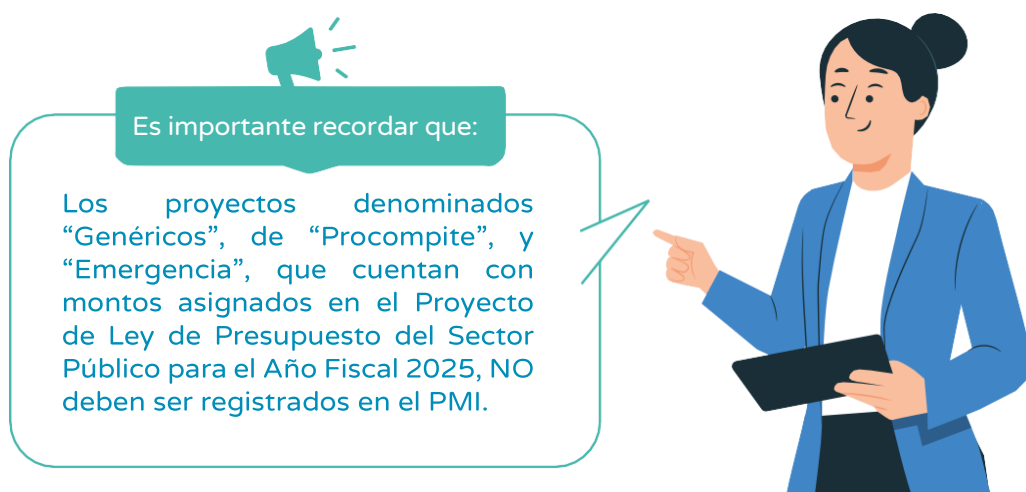 Es importante recordar que:
Los proyectos denominados
“Genéricos”, de “Procompite”, y
“Emergencia”, que cuentan con
montos asignados en el Proyecto
de Ley de Presupuesto del Sector
Público para el Año Fiscal 2025, NO
deben ser registrados en el PMI.